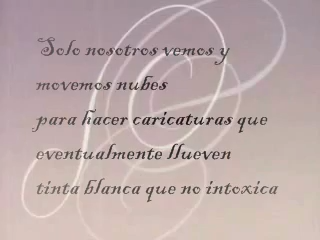 Solo nosotros vemos y
movemos nubes
para hacer caricaturas que
eventualmente llueven
tinta blanca que no intoxica